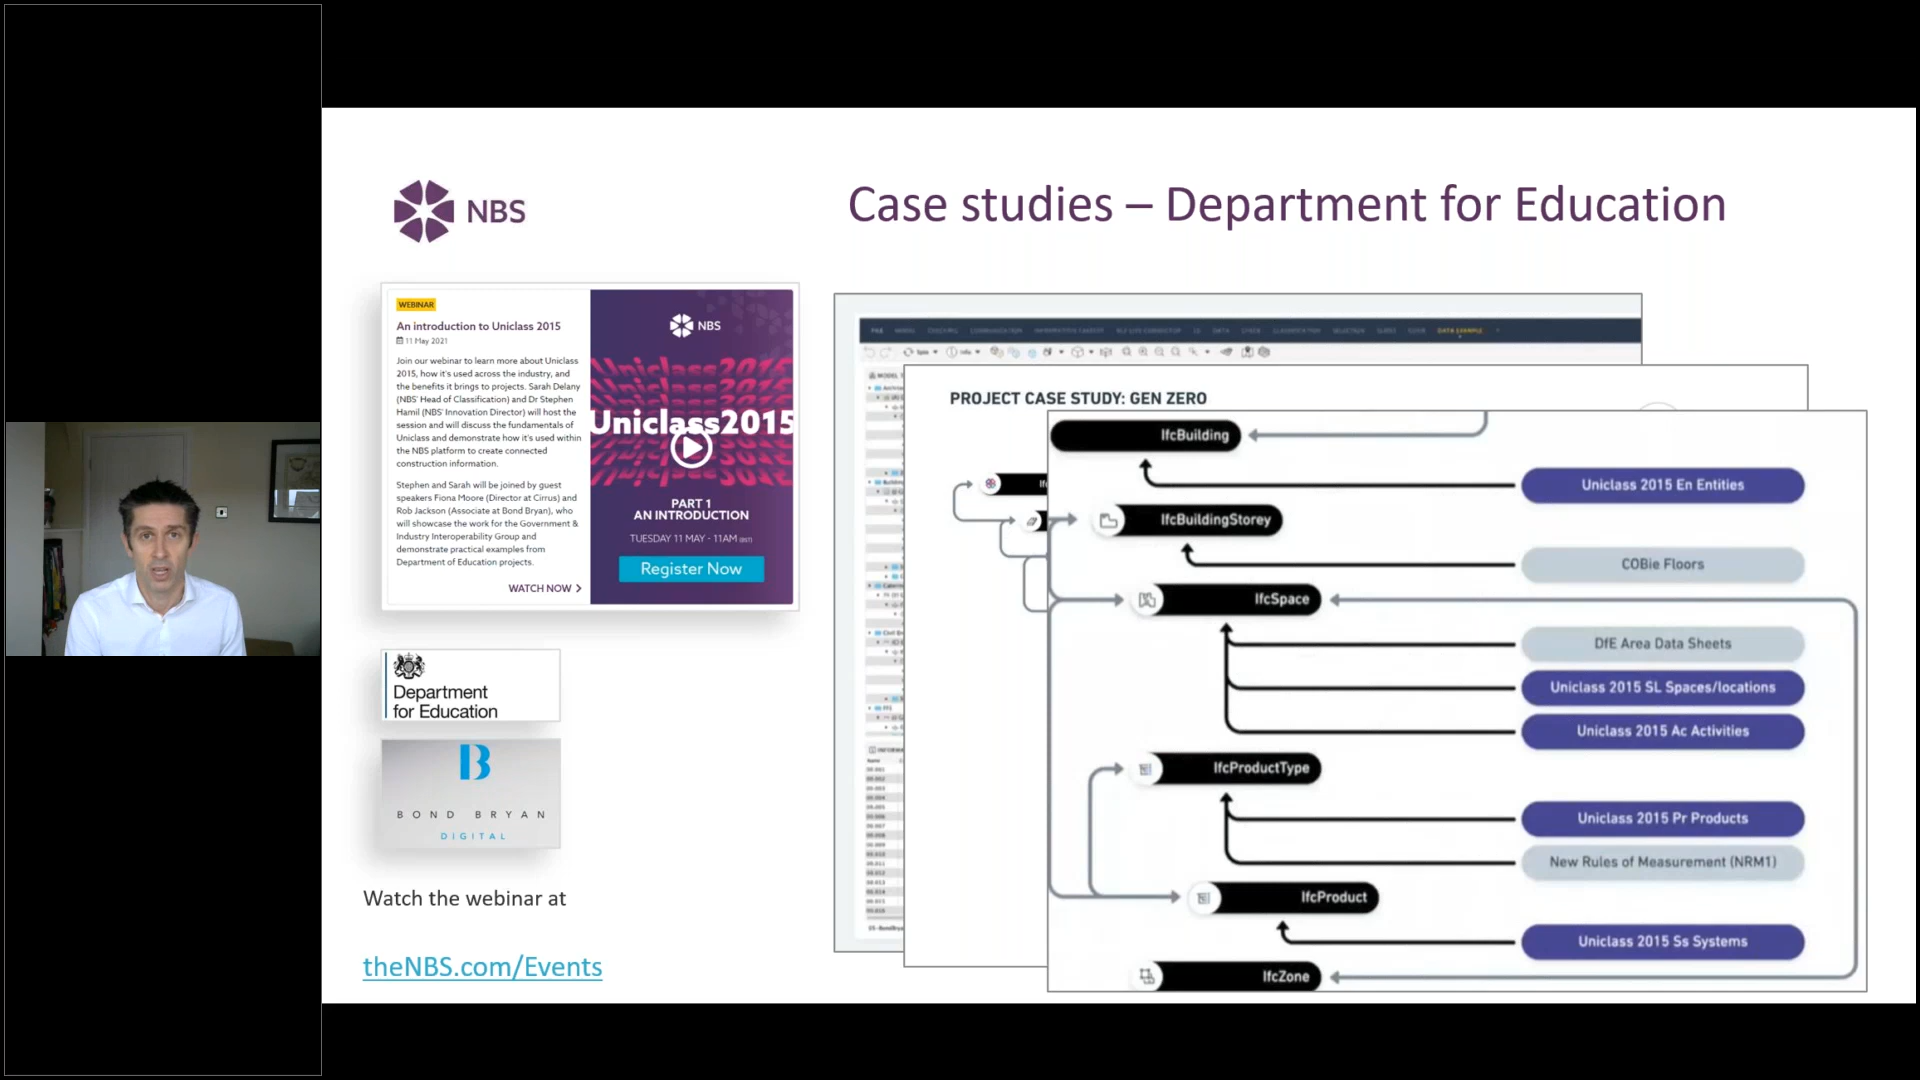 NBS
Case studies – Department for Education
WEBINAR
An introduction to Uniclass 2015
11 May 2021
Join our webinar to learn more about Uniclass
2015, how it's used across the industry, and
the benefits it brings to projects. Sarah Delany
(NBS' Head of Classification) and Dr Stephen
Hamil (NBS' Innovation Director) will host the
session and will discuss the fundamentals of
Uniclass and demonstrate how it's used within
the NBS platform to create connected
construction information.
Stephen and Sarah will be joined by guest
speakers Fiona Moore (Director at Cirrus) and
Rob Jackson (Associate at Bond Bryan), who
will showcase the work for the Government &
Industry Interoperability Group and
demonstrate practical examples from
Department of Education projects.
WATCH NOW >
NBS
Uniclass2015
Uniclass2015
PART 1
AN INTRODUCTION
TUESDAY 11 MAY - 11AM (BST)
Register Now
Department
for Education
B
BOND BRYAN
DIGITAL
Watch the webinar at
theNBS.com/Events
PROJECT CASE STUDY: GEN ZERO
IfcBuilding
Uniclass 2015 En Entities
IfcBuildingStorey
COBie Floors
IfcSpace
DfE Area Data Sheets
Uniclass 2015 SL Spaces/locations
Uniclass 2015 Ac Activities
IfcProductType
Uniclass 2015 Pr Products
New Rules of Measurement (NRM1)
IfcProduct
Uniclass 2015 Ss Systems
IfcZone